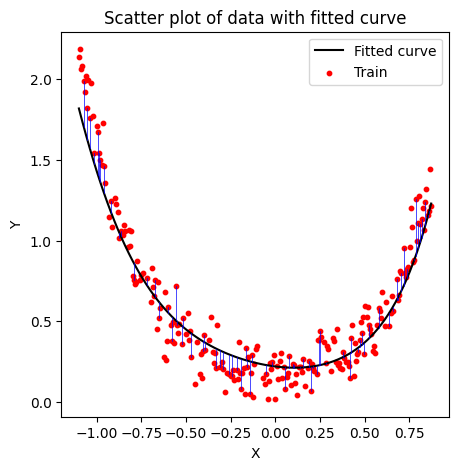 Scatter plot of data with fitted curve
Fitted curve
Train
2.0
1.5
1.0
0.5
0.0
Y
−1.00 −0.75 −0.50 −0.25 0.00 0.25 0.50 0.75
X